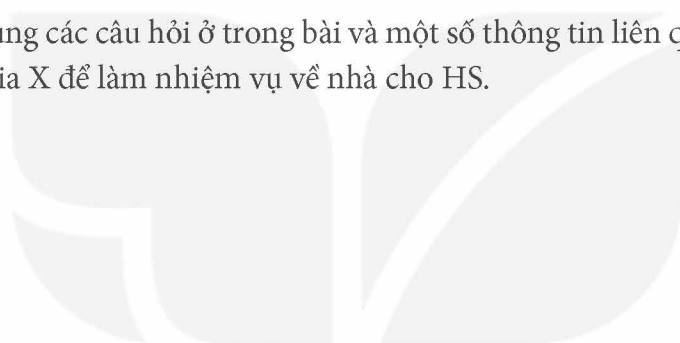 ung các câu hỏi ở trong bài và một số thông tin liên q
ia X để làm nhiệm vụ về nhà cho HS.